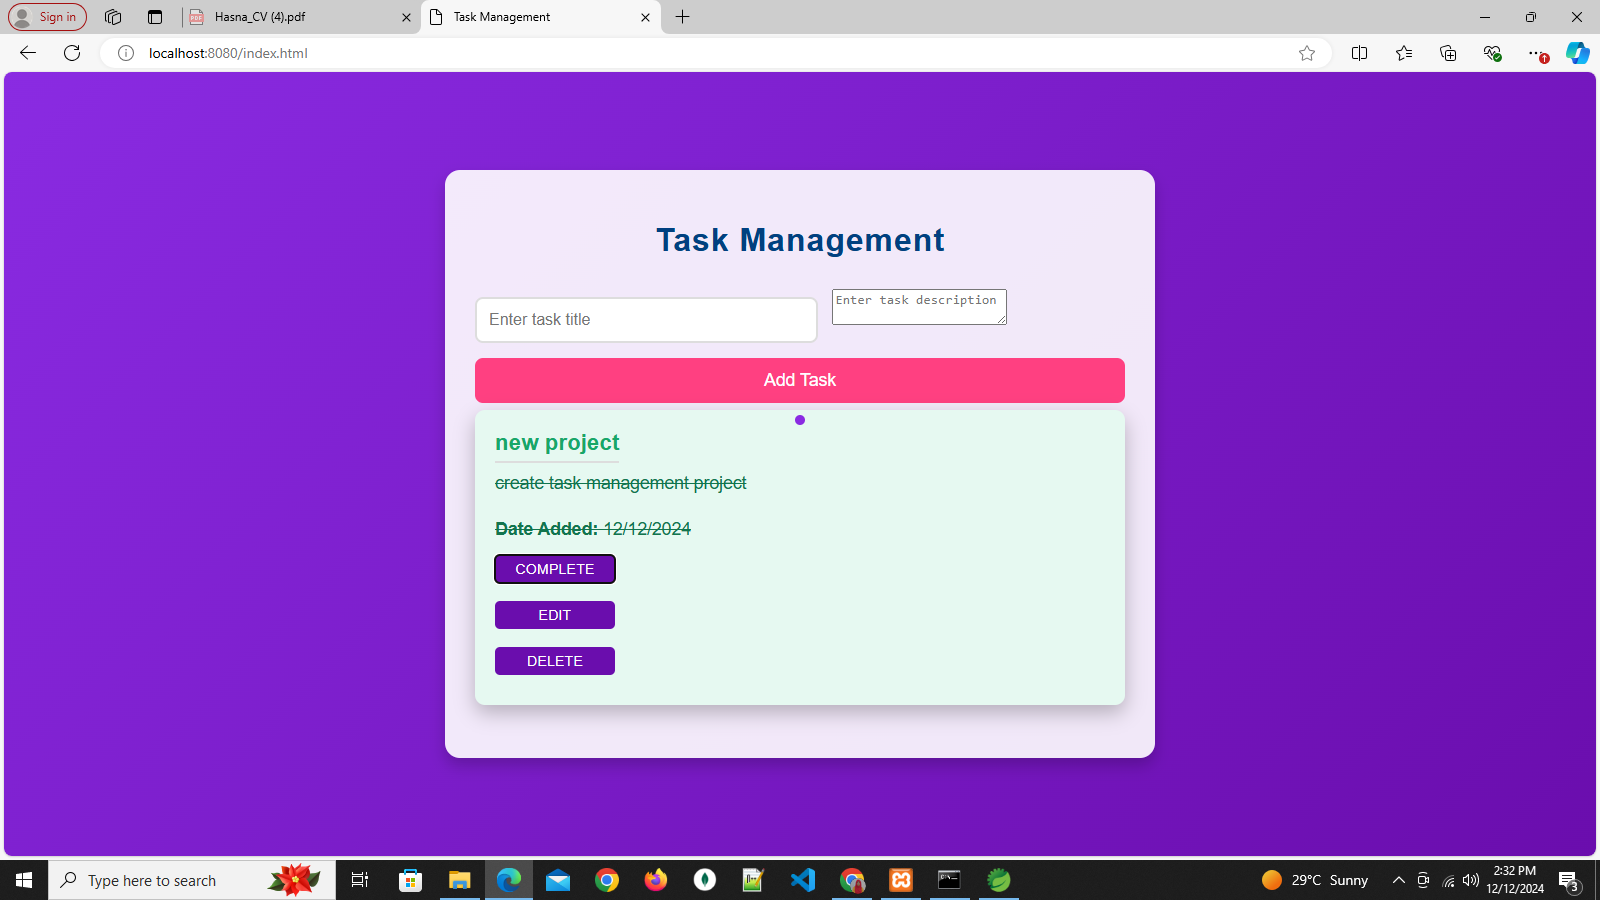 Sign in
Hasna_CV (4).pdf
Task Management
localhost:8080/index.html
Task Management
Enter task title
Enter task description
Add Task
new project
create task management project
Date Added: 12/12/2024
COMPLETE
EDIT
DELETE
Type here to search
29°C Sunny
2:32 PM
12/12/2024
3